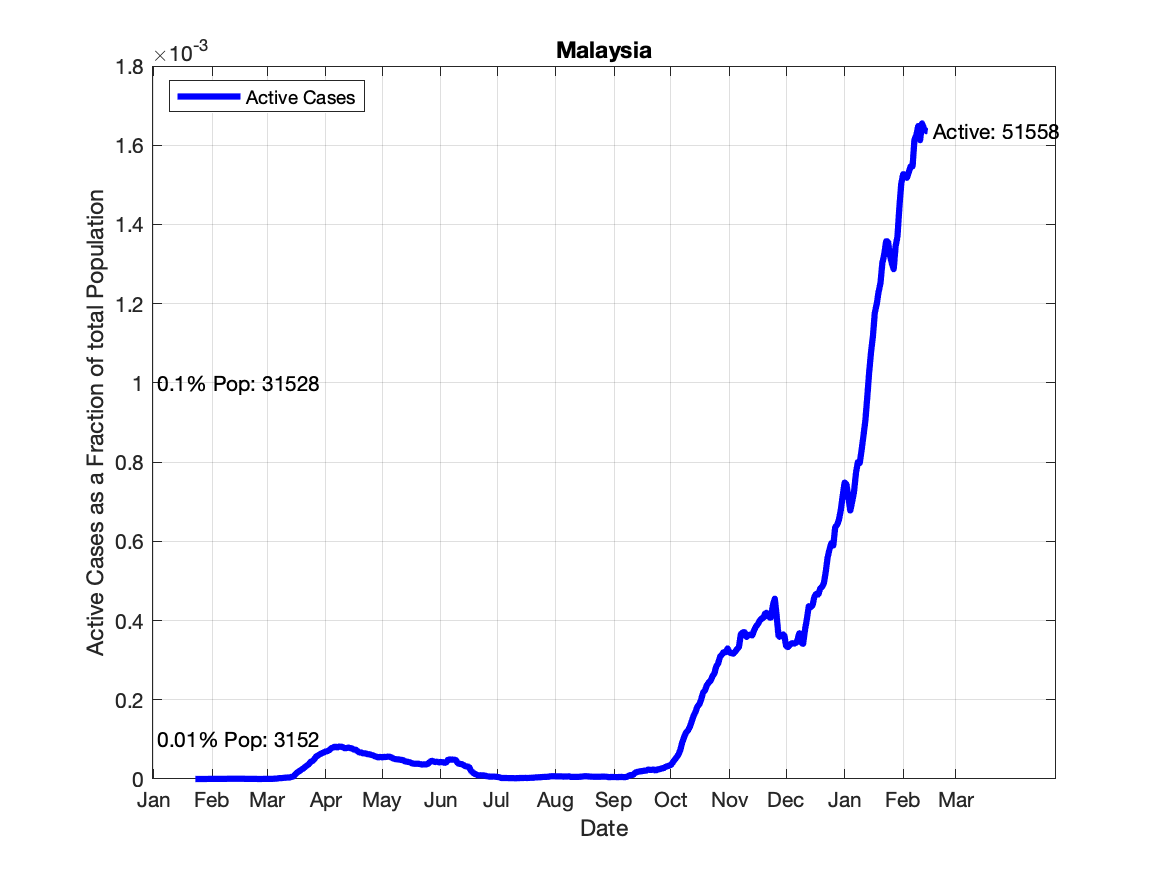 Malaysia
×10-3
1.8
Active Cases
Active: 51558
1.6
1.4
1.2
1
0.1% Pop: 31528
0.8
0.6
0.4
0.2
0.01% Pop: 3152
0
Active Cases as a Fraction of total Population
Jan Feb Mar Apr May Jun Jul Aug Sep Oct Nov Dec Jan Feb Mar
Date